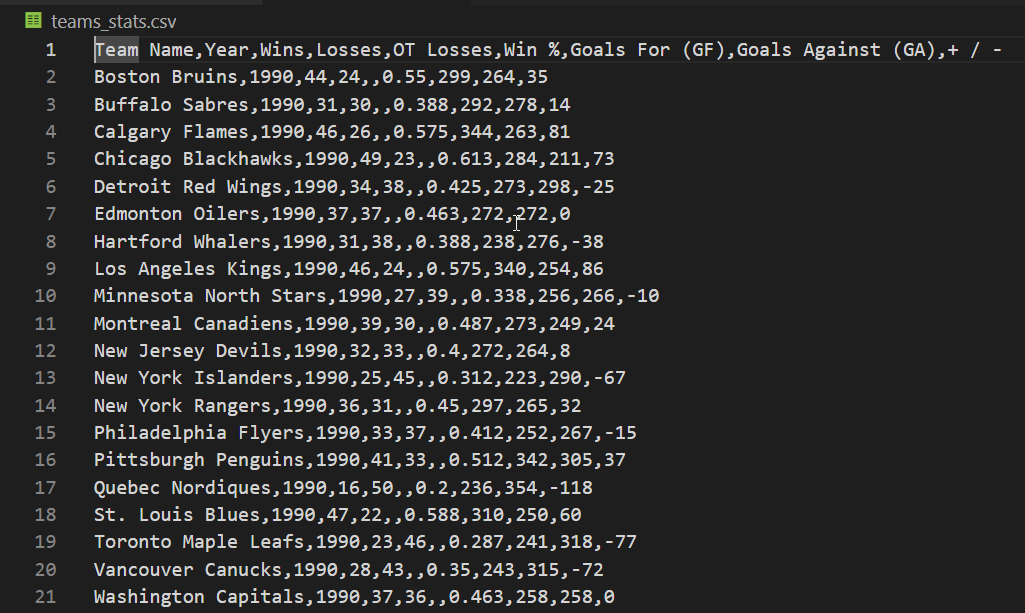 teams_stats.csv
1 Team Name,Year,Wins,Losses,OT Losses,Win %,Goals For (GF),Goals Against (GA),+ / -
2 Boston Bruins,1990,44,24,,0.55,299,264,35
3 Buffalo Sabres,1990,31,30,,0.388,292,278,14
4 Calgary Flames,1990,46,26,,0.575,344,263,81
5 Chicago Blackhawks,1990,49,23,,0.613,284,211,73
6 Detroit Red Wings,1990,34,38,,0.425,273,298,-25
7 Edmonton Oilers,1990,37,37,,0.463,272,272,0
8 Hartford Whalers,1990,31,38,,0.388,238,276,-38
9 Los Angeles Kings,1990,46,24,,0.575,340,254,86
10 Minnesota North Stars,1990,27,39,,0.338,256,266,-10
11 Montreal Canadiens,1990,39,30,,0.487,273,249,24
12 New Jersey Devils,1990,32,33,,0.4,272,264,8
13 New York Islanders,1990,25,45,,0.312,223,290,-67
14 New York Rangers,1990,36,31,,0.45,297,265,32
15 Philadelphia Flyers,1990,33,37,,0.412,252,267,-15
16 Pittsburgh Penguins,1990,41,33,,0.512,342,305,37
17 Quebec Nordiques,1990,16,50,,0.2,236,354,-118
18 St. Louis Blues,1990,47,22,,0.588,310,250,60
19 Toronto Maple Leafs,1990,23,46,,0.287,241,318,-77
20 Vancouver Canucks,1990,28,43,,0.35,243,315,-72
21 Washington Capitals,1990,37,36,,0.463,258,258,0